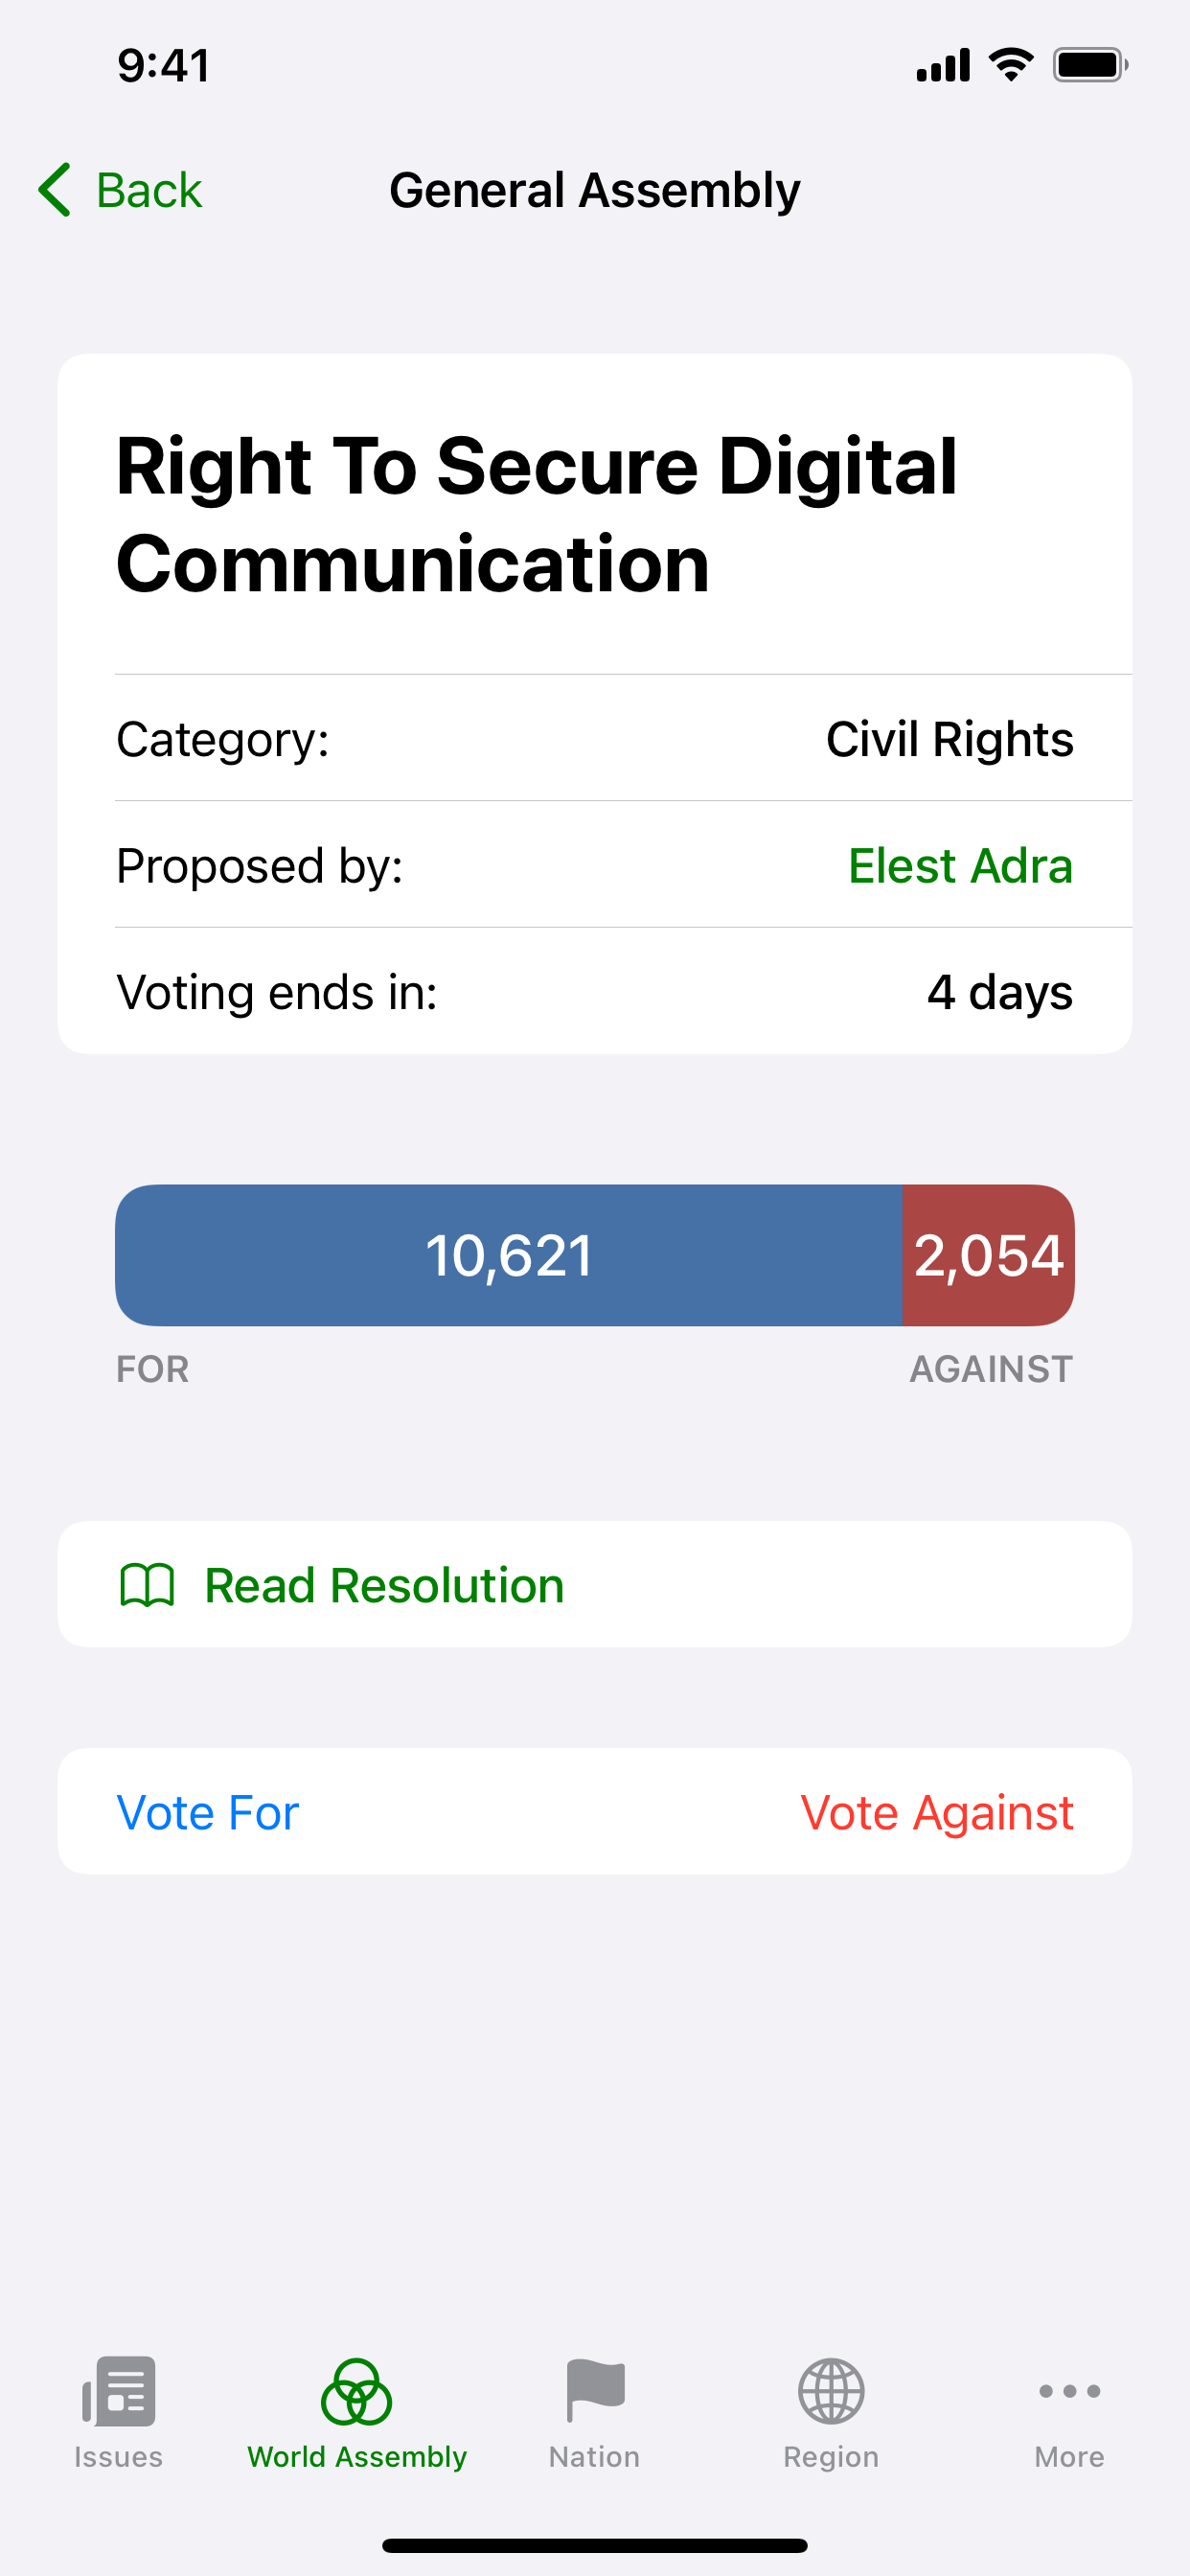 9:41
Back
General Assembly
Right To Secure Digital
Communication
Category: Civil Rights
Proposed by: Elest Adra
Voting ends in: 4 days
10,621 2,054
FOR AGAINST
Read Resolution
Vote For Vote Against
Issues World Assembly Nation Region More